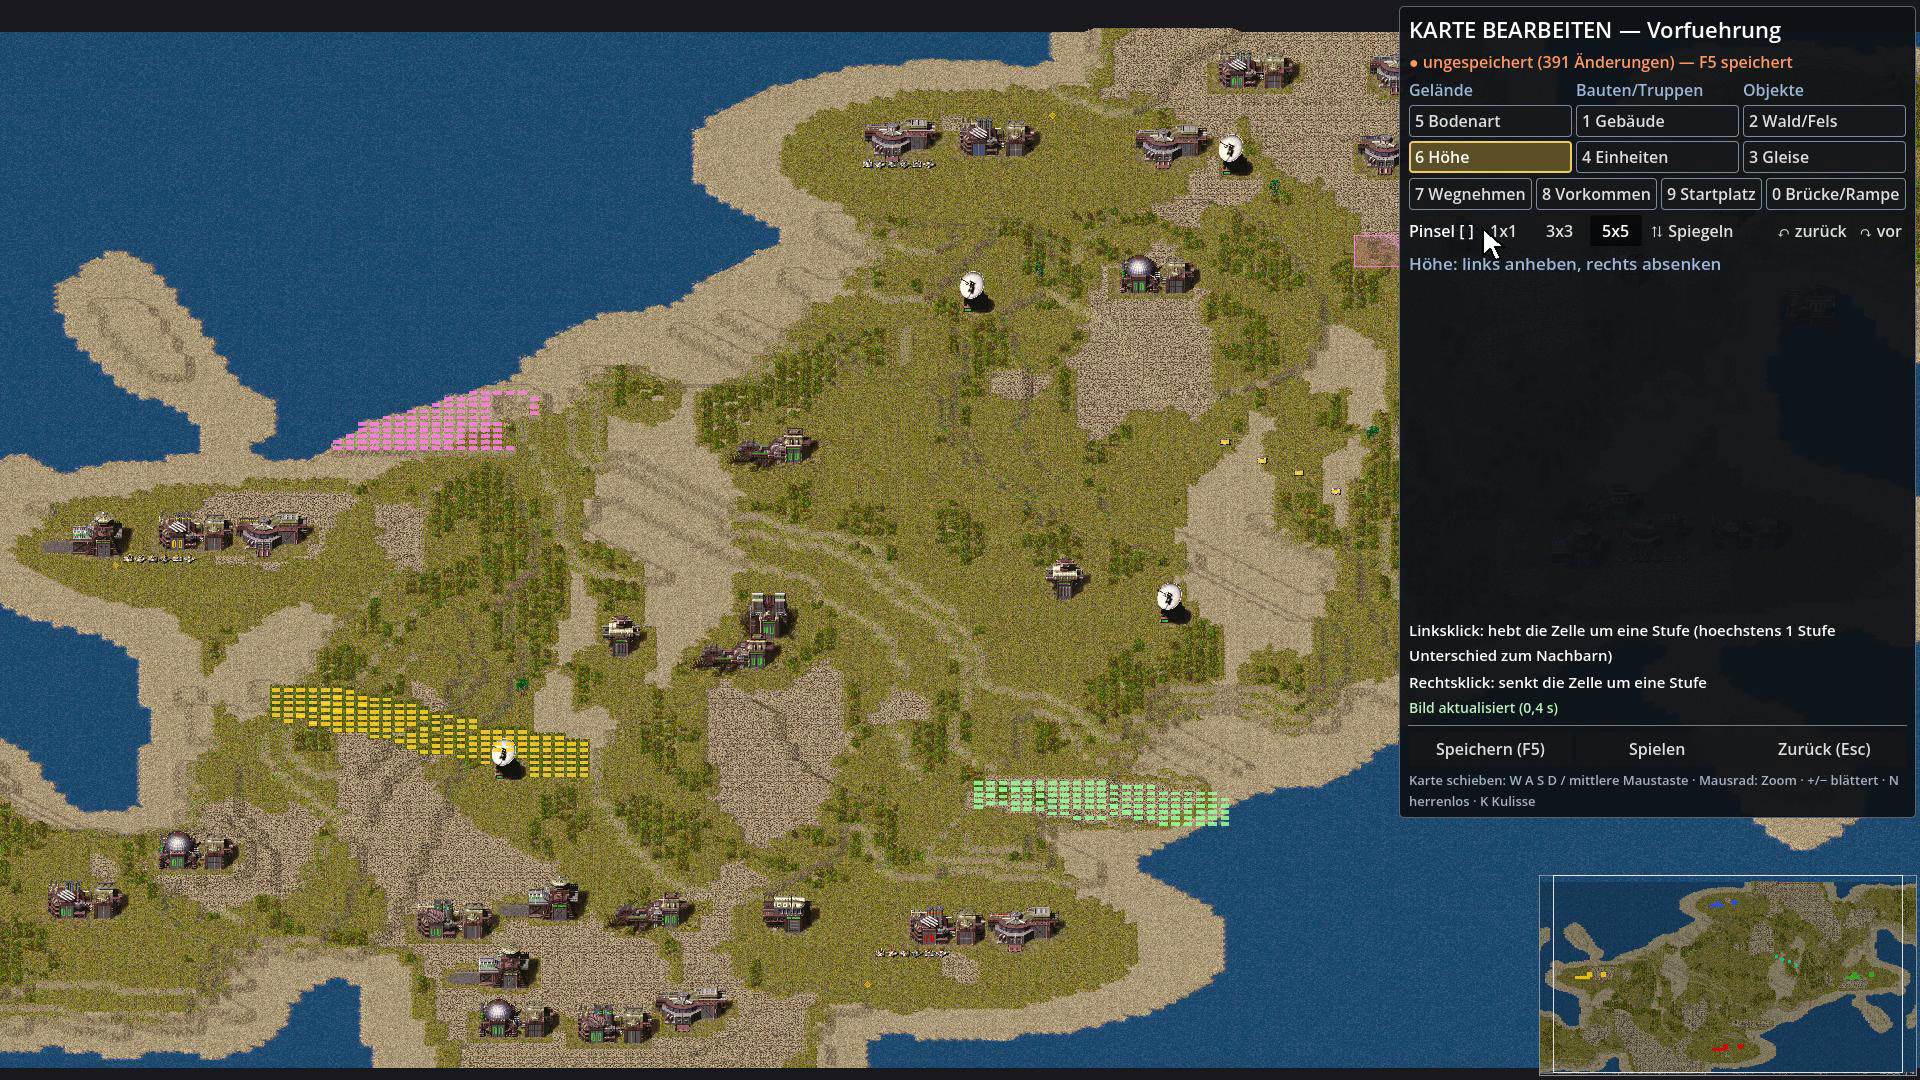 KARTE BEARBEITEN — Vorfuehrung
● ungespeichert (391 Änderungen) — F5 speichert
Gelände Bauten/Truppen Objekte
5 Bodenart 1 Gebäude 2 Wald/Fels
6 Höhe 4 Einheiten 3 Gleise
7 Wegnehmen 8 Vorkommen 9 Startplatz 0 Brücke/Rampe
Pinsel [ ] 1x1 3x3 5x5 ⇅ Spiegeln ↶ zurück ↷ vor
Höhe: links anheben, rechts absenken
Linksklick: hebt die Zelle um eine Stufe (hoechstens 1 Stufe
Unterschied zum Nachbarn)
Rechtsklick: senkt die Zelle um eine Stufe
Bild aktualisiert (0,4 s)
Speichern (F5) Spielen Zurück (Esc)
Karte schieben: W A S D / mittlere Maustaste · Mausrad: Zoom · +/− blättert · N
herrenlos · K Kulisse